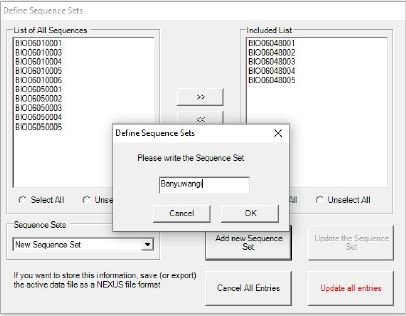 Define Sequence Sets
List of All Sequences
BIO06010001
BIO06010003
BIO06010004
BIO06010005
BIO06010006
BIO06050001
BIO06050002
BIO06050003
BIO06050004
BIO06050005
>>
<<
Included List
BIO06048001
BIO06048002
BIO06048003
BIO06048004
BIO06048005
Define Sequence Sets
Please write the Sequence Set
Banyuwangi
Cancel
OK
Select All
Unse
All
Unselect All
Sequence Sets
New Sequence Set
Add new Sequence
Set
Update the Sequence
Set
If you want to store this information, save (or export)
the active data file as a NEXUS file format
Cancel All Entries
Update all entries